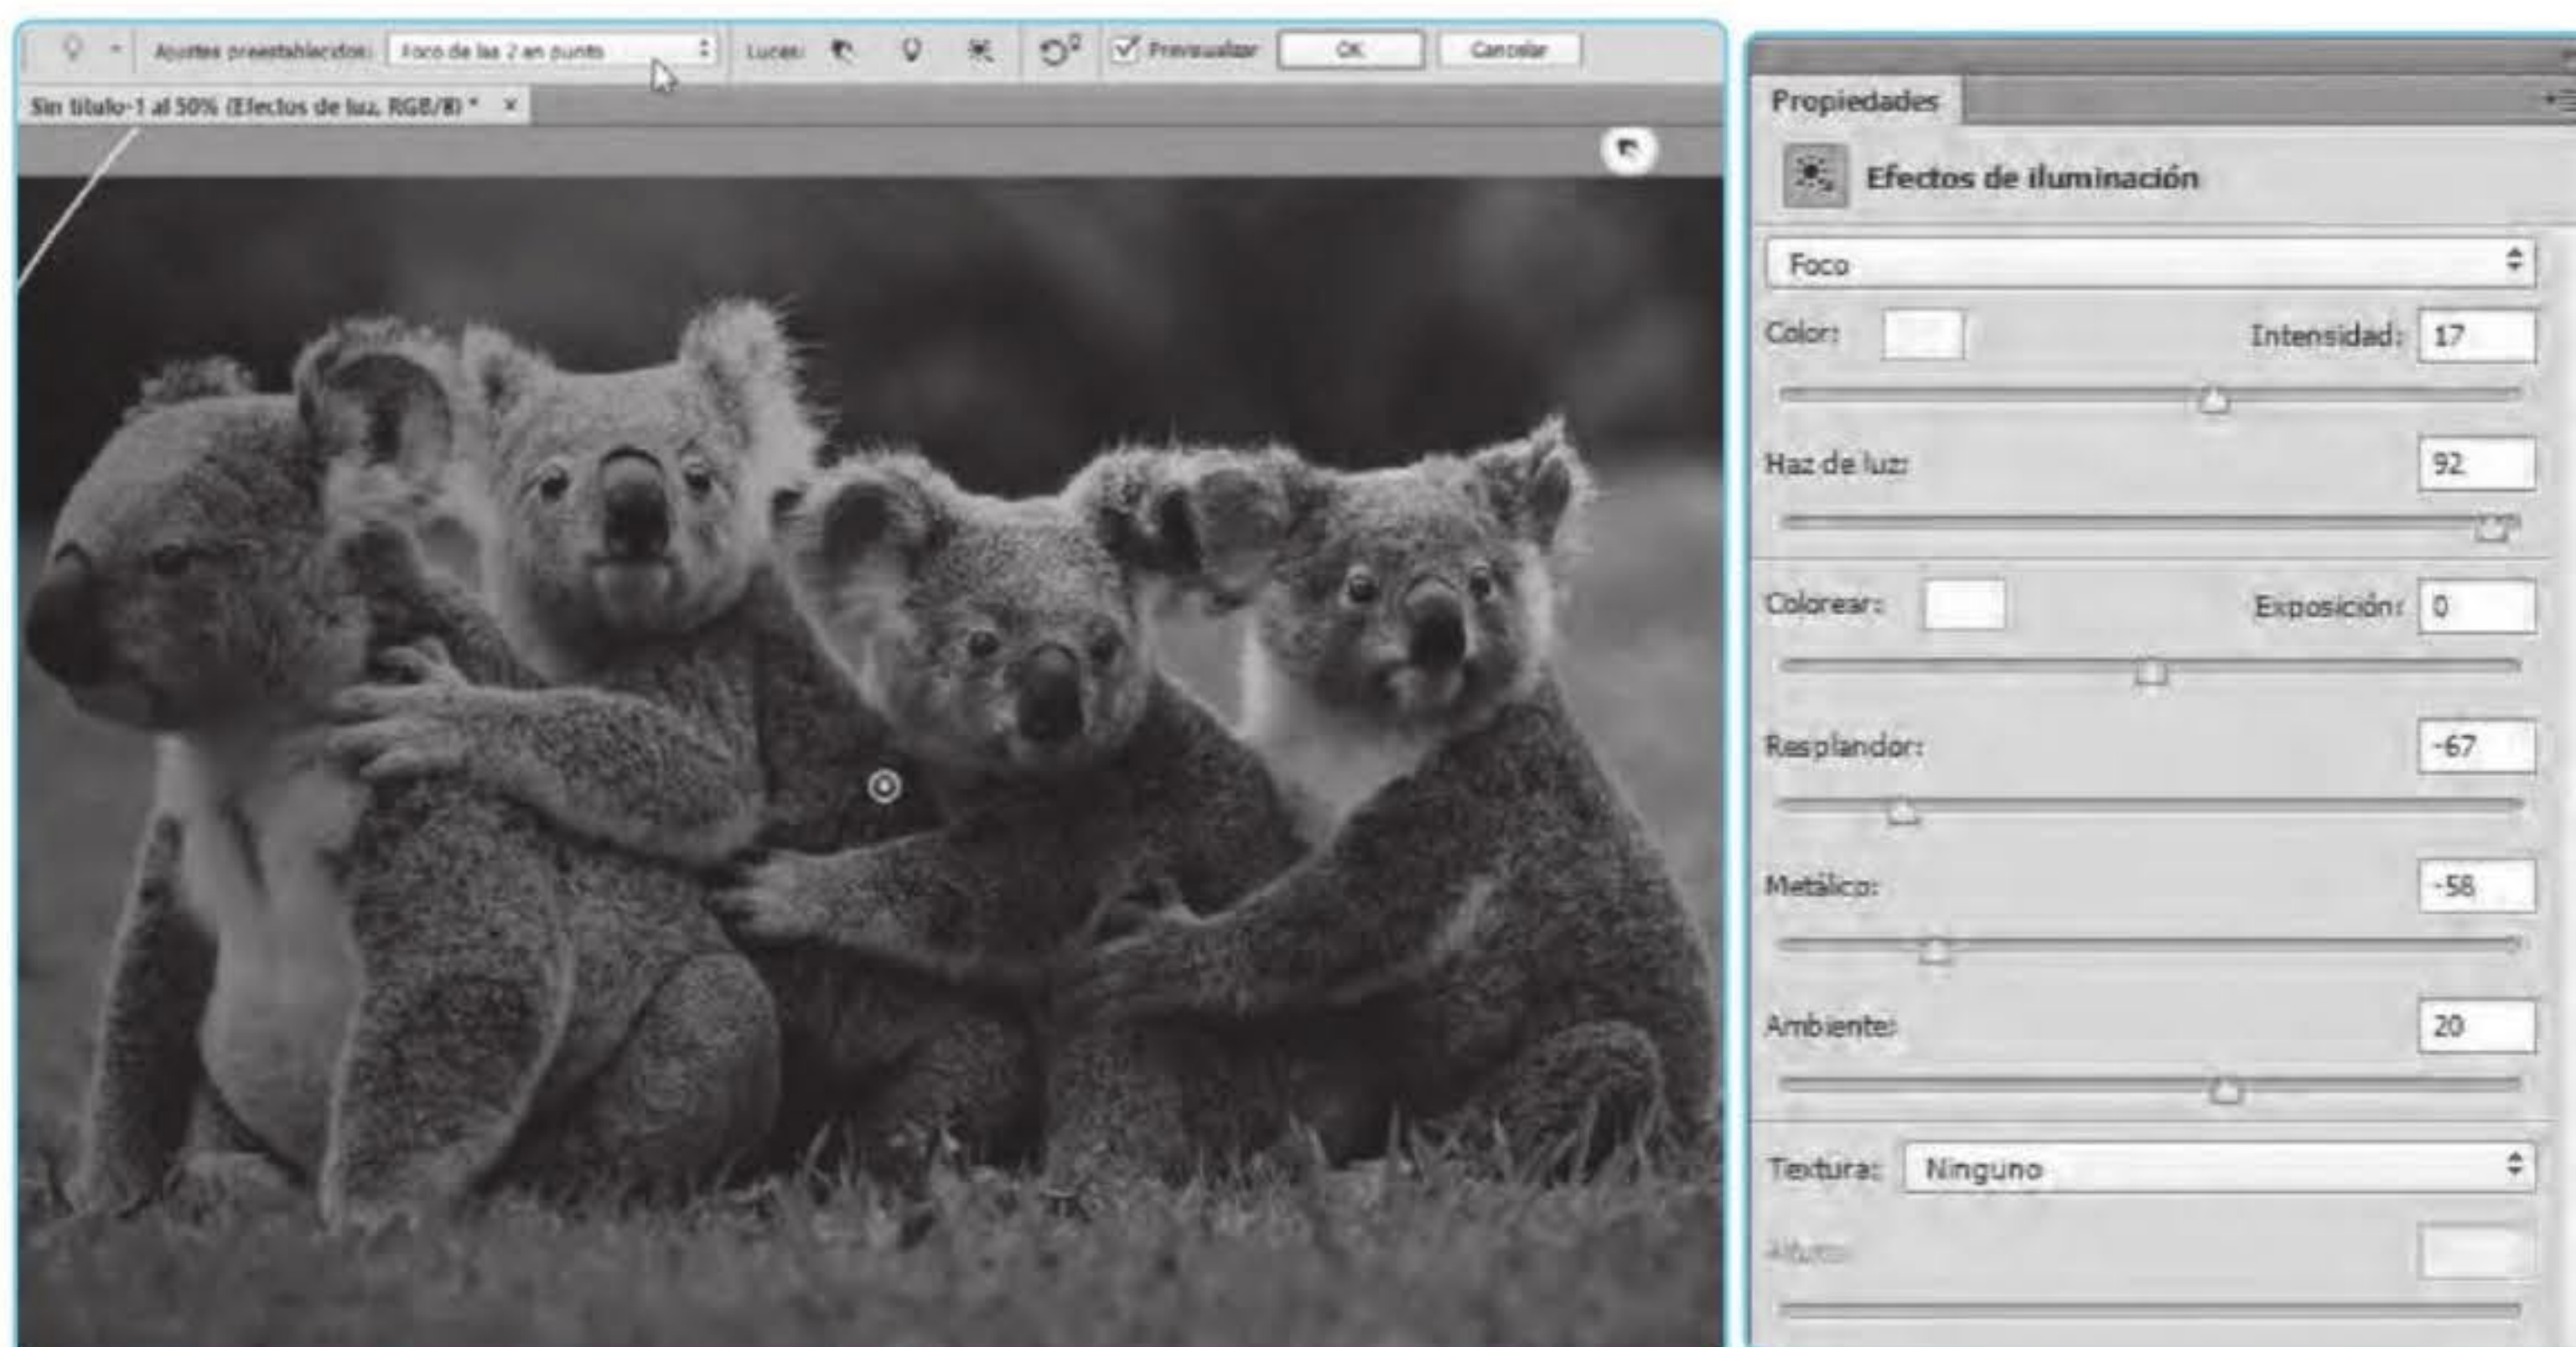 Ajustes preestablecidos: Foco de las 2 en punto Luces: Previsualizar OK Cancelar
Sin título-1 al 50% (Efectos de luz, RGB/8) * ×
Propiedades
Efectos de iluminación
Foco
Color: Intensidad: 17
Haz de luz: 92
Colorear: Exposición: 0
Resplandor: -67
Metálico: -58
Ambiente: 20
Textura: Ninguno
Altura: